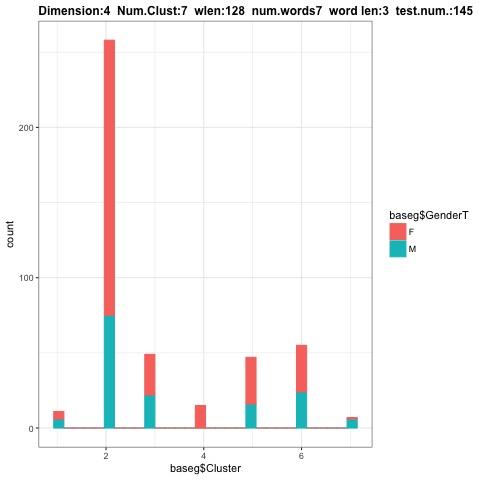 Dimension:4  Num.Clust:7  wlen:128  num.words7  word len:3  test.num.:145
200
100
0
count
2
4
6
baseg$Cluster
baseg$GenderT
F
M